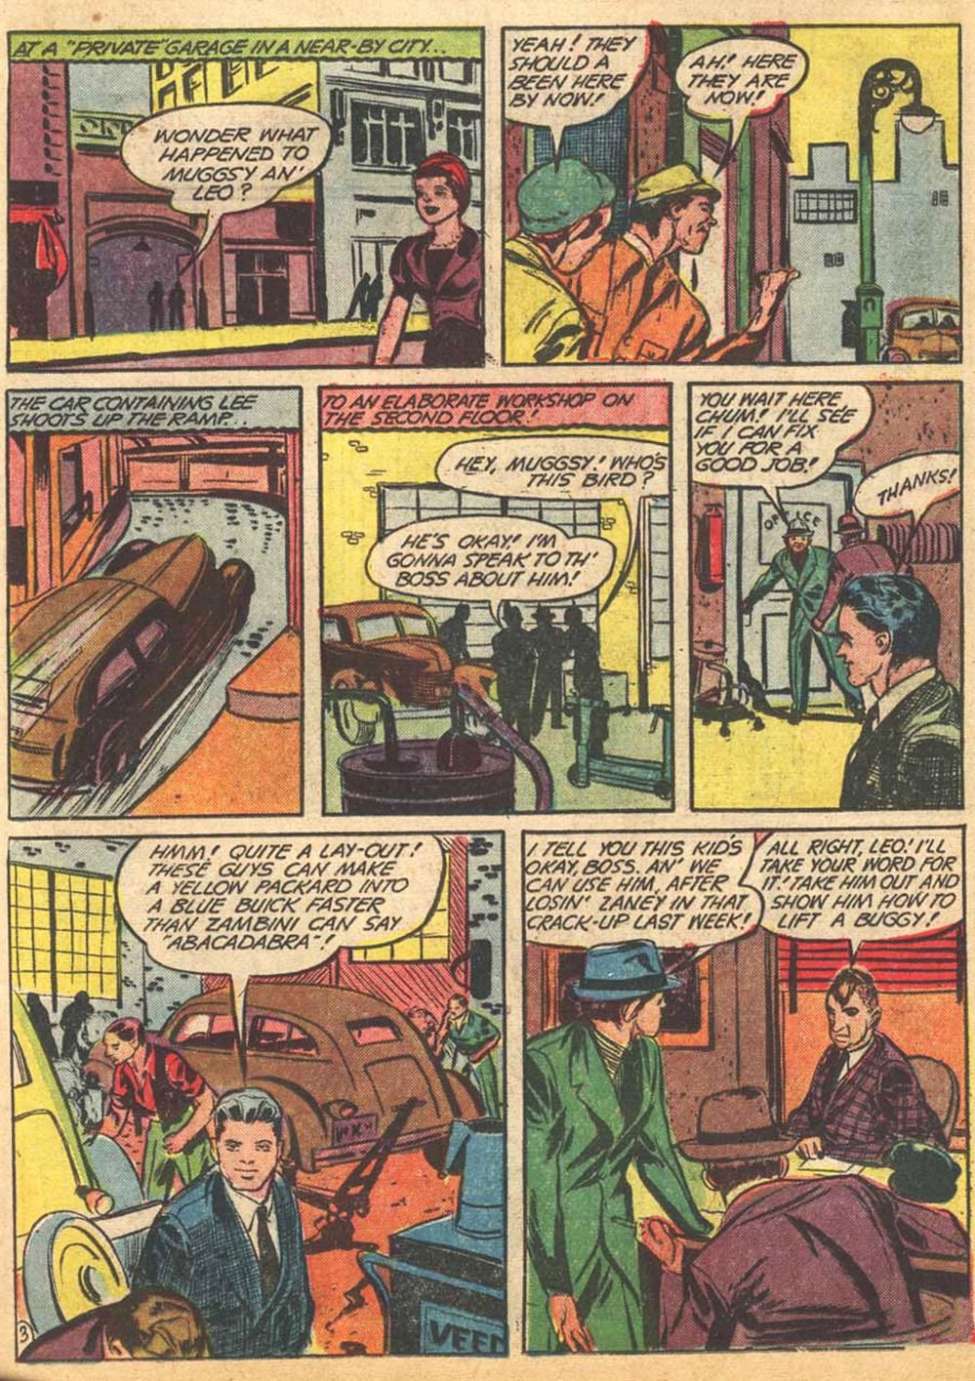 AT A "PRIVATE" GARAGE IN A NEAR-BY CITY...
WONDER WHAT
HAPPENED TO
MUGGSY AN'
LEO?
YEAH! THEY
SHOULD A
BEEN HERE
BY NOW!
AH! HERE
THEY ARE
NOW!
THE CAR CONTAINING LEE
SHOOTS UP THE RAMP...
TO AN ELABORATE WORKSHOP ON
THE SECOND FLOOR!
HEY, MUGGSY! WHO'S
THIS BIRD?
HE'S OKAY! I'M
GONNA SPEAK TO TH'
BOSS ABOUT HIM!
YOU WAIT HERE,
CHUM! I'LL SEE
IF I CAN FIX
YOU FOR A
GOOD JOB!
THANKS!
OFFICE
HMM! QUITE A LAY-OUT!
THESE GUYS CAN MAKE
A YELLOW PACKARD INTO
A BLUE BUICK FASTER
THAN ZAMBINI CAN SAY
"ABACADABRA"!
VEED
3
I TELL YOU THIS KID'S
OKAY, BOSS. AN' WE
CAN USE HIM, AFTER
LOSIN' ZANEY IN THAT
CRACK-UP LAST WEEK!
ALL RIGHT, LEO! I'LL
TAKE YOUR WORD FOR
IT! TAKE HIM OUT AND
SHOW HIM HOW TO
LIFT A BUGGY!